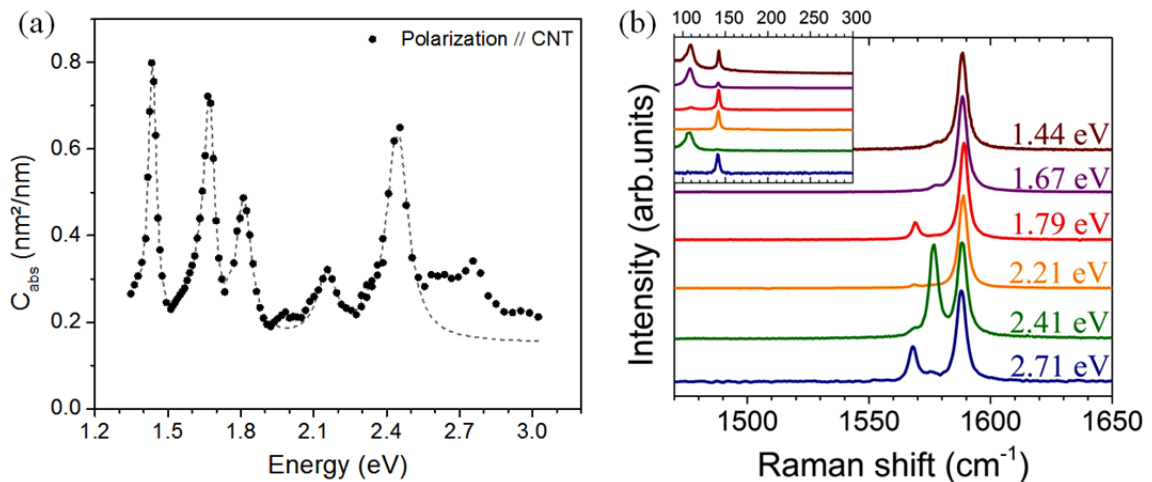 (a)
Polarization // CNT
C_abs (nm²/nm)
0.8
0.6
0.4
0.2
0.0
1.2 1.5 1.8 2.1 2.4 2.7 3.0
Energy (eV)
(b)
100 150 200 250 300
Intensity (arb.units)
1.44 eV
1.67 eV
1.79 eV
2.21 eV
2.41 eV
2.71 eV
1500 1550 1600 1650
Raman shift (cm⁻¹)